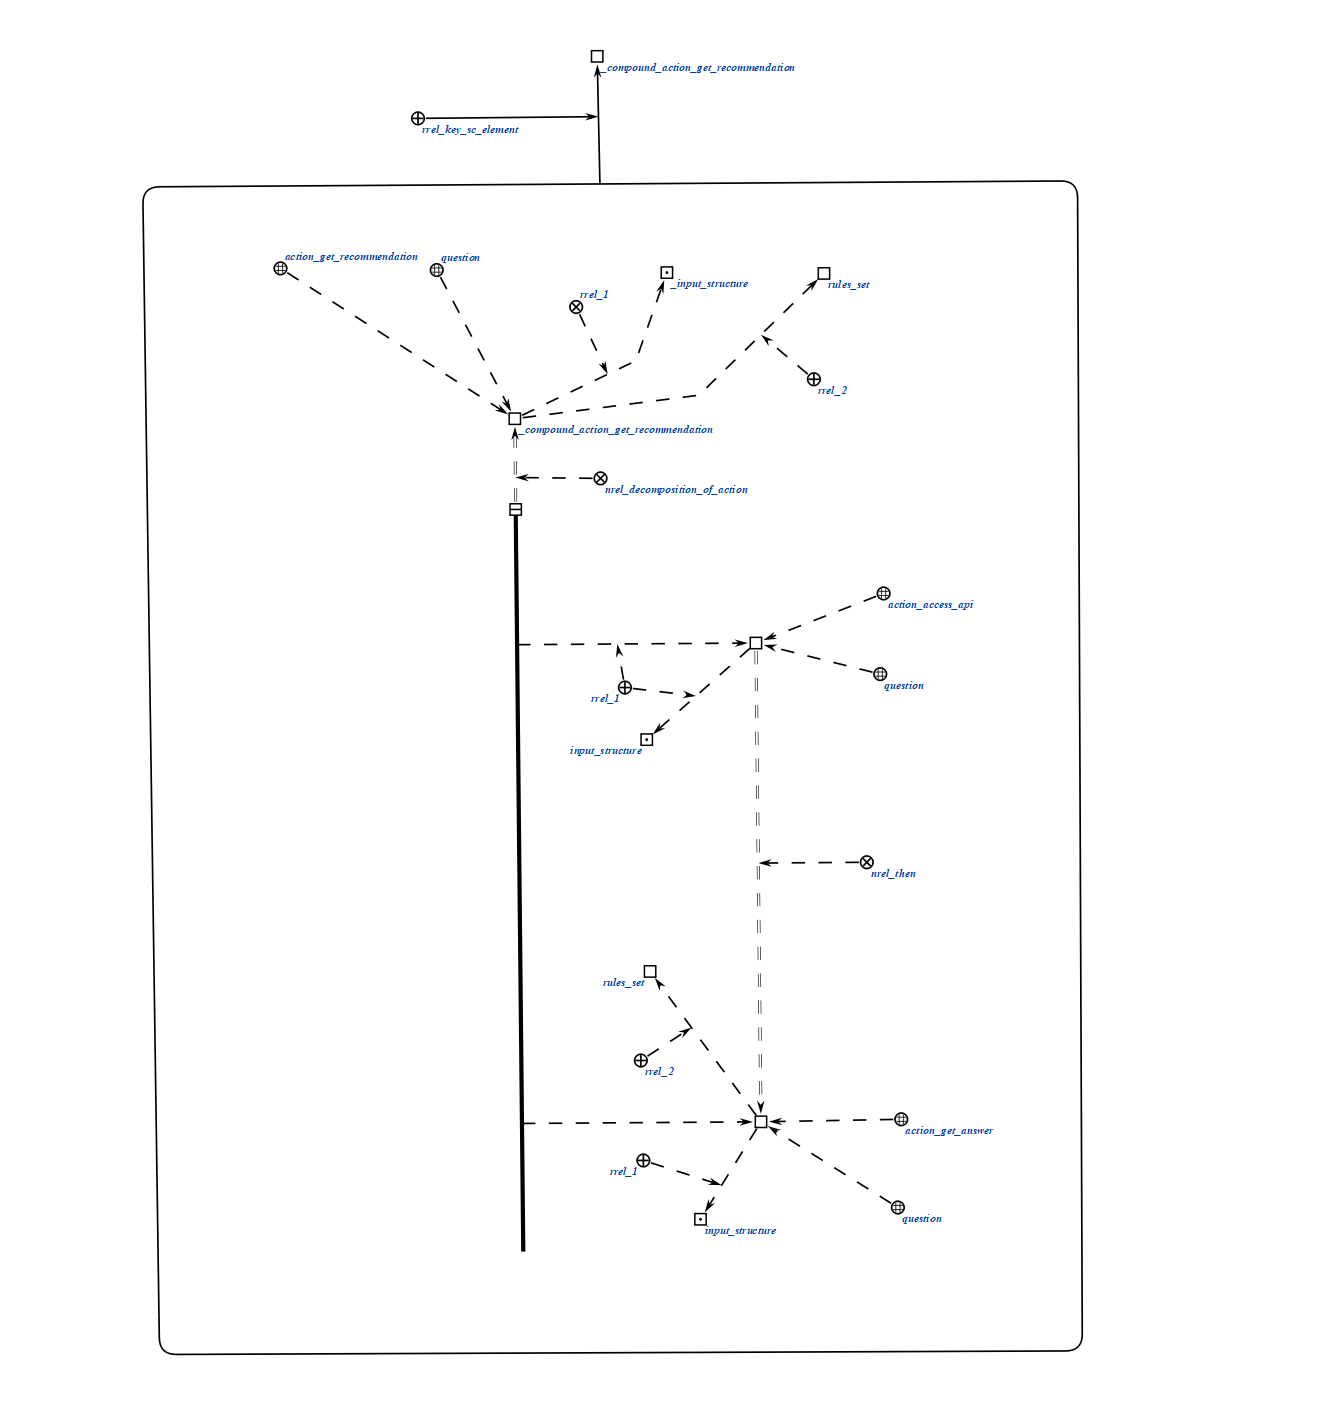 _compound_action_get_recommendation
rrel_key_sc_element
action_get_recommendation
question
_input_structure
rules_set
rrel_1
rrel_2
_compound_action_get_recommendation
nrel_decomposition_of_action
action_access_api
question
rrel_1
input_structure
nrel_then
rules_set
rrel_2
action_get_answer
rrel_1
question
input_structure